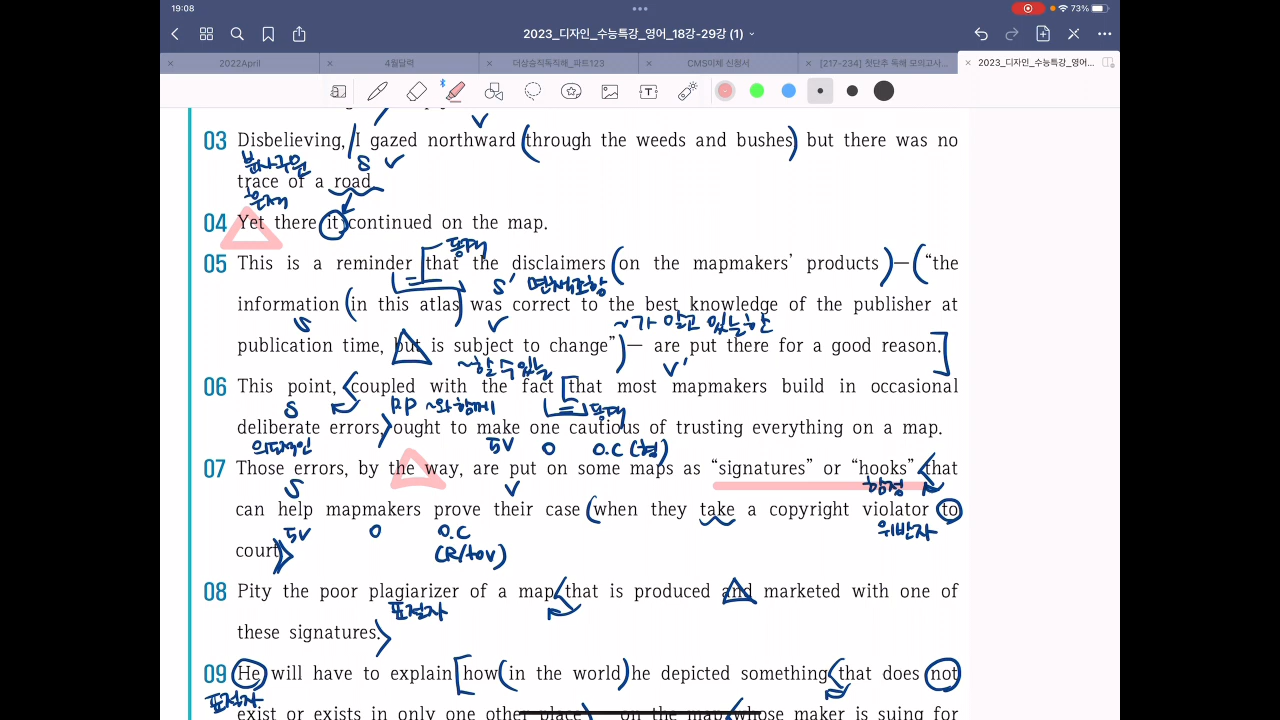 19:08
73%
2023_디자인_수능특강_영어_18강-29강 (1)
2022April
4월달력
더상승직독직해_파트123
CMS이체 신청서
[217-234] 첫단추 독해 모의고사...
2023_디자인_수능특강_영어...
V
03 Disbelieving, I gazed northward (through the weeds and bushes) but there was no
분사구문 S V
trace of a road.
04 Yet there it continued on the map.
동격
05 This is a reminder that the disclaimers (on the mapmakers' products)—("the
S' 면책조항
information (in this atlas) was correct to the best knowledge of the publisher at
S V ~가 알고 있는 한
publication time, but is subject to change")— are put there for a good reason.]
~할 수 있는 V'
06 This point, coupled with the fact [that most mapmakers build in occasional
S PP ~와 함께 동격
deliberate errors, ought to make one cautious of trusting everything on a map.
의도적인 5V O O.C (형)
07 Those errors, by the way, are put on some maps as "signatures" or "hooks" that
S V 함정
can help mapmakers prove their case (when they take a copyright violator to
5V O O.C 위반자
court)
(R/toV)
08 Pity the poor plagiarizer of a map that is produced and marketed with one of
표절자
these signatures.
09 He will have to explain [how (in the world) he depicted something that does not
표절자
exist or exists in only one other place) on the map whose maker is suing for